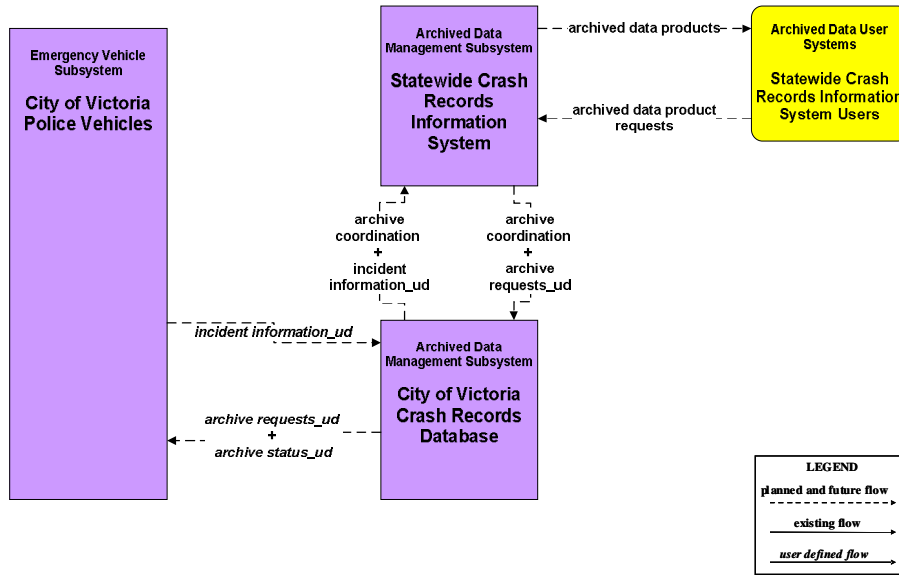 Emergency Vehicle
Subsystem
City of Victoria
Police Vehicles
Archived Data
Management Subsystem
Statewide Crash
Records
Information
System
archived data products
archived data product
requests
Archived Data User
Systems
Statewide Crash
Records Information
System Users
archive
coordination
+
incident
information_ud
archive
coordination
+
archive
requests_ud
incident information_ud
archive requests_ud
+
archive status_ud
Archived Data
Management Subsystem
City of Victoria
Crash Records
Database
LEGEND
planned and future flow
existing flow
user defined flow